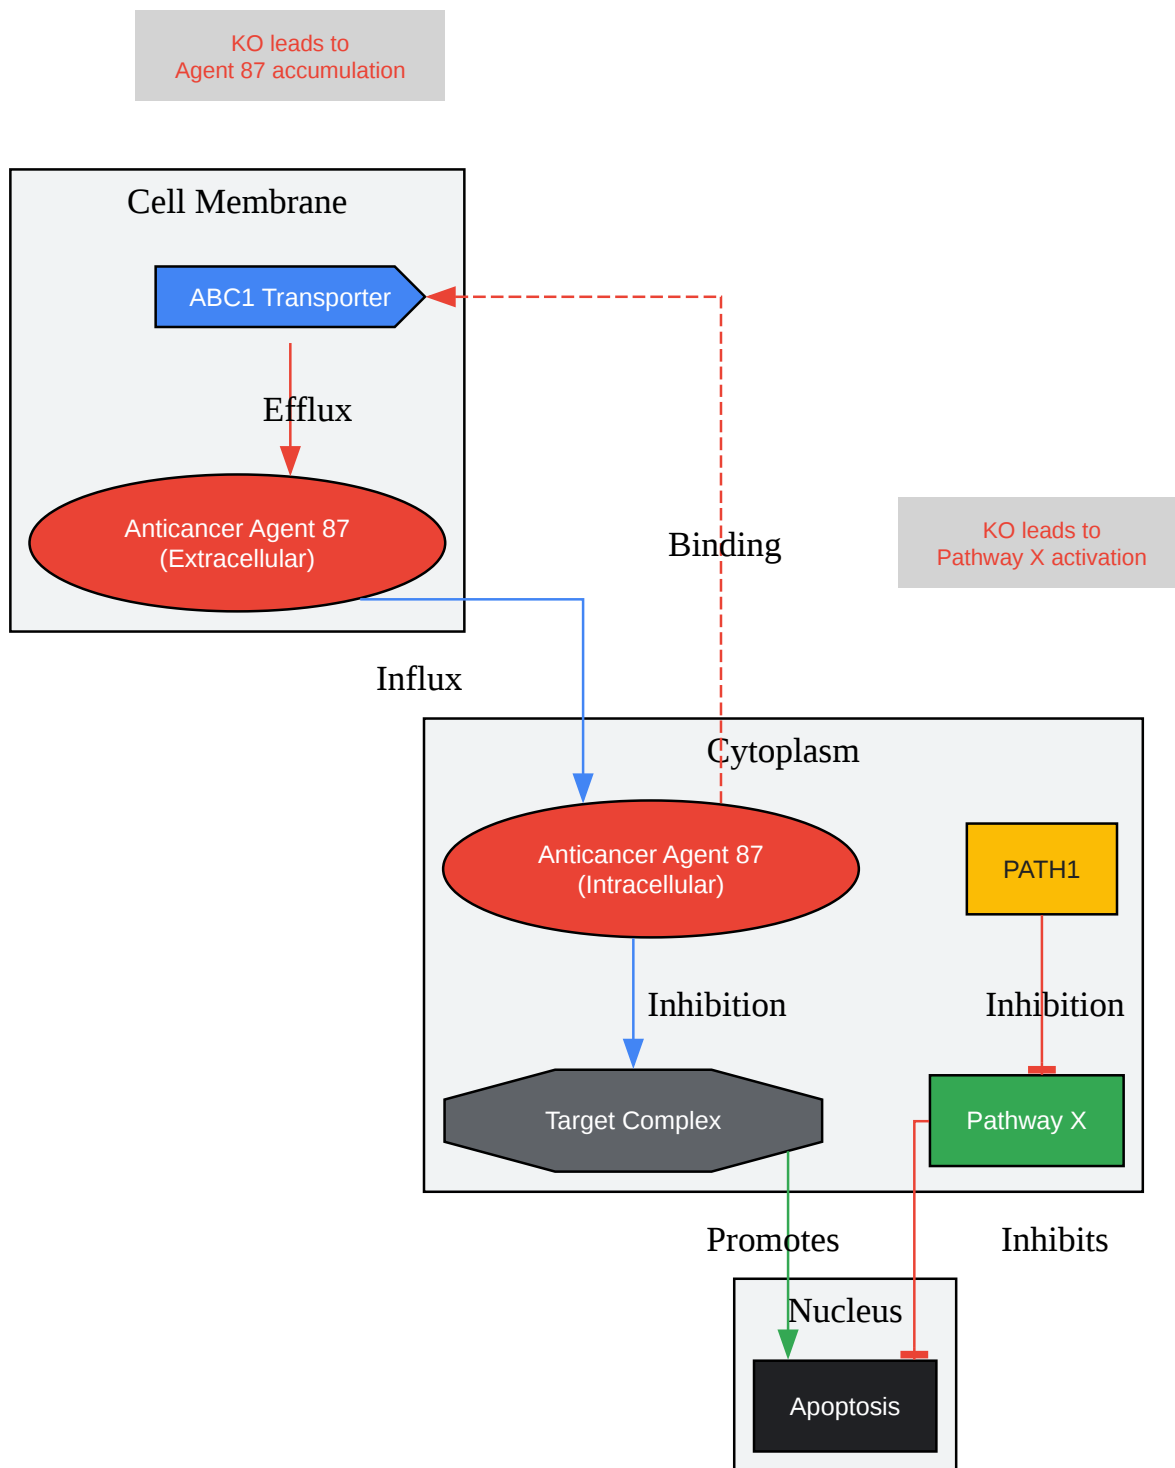 KO leads to
Agent 87 accumulation
Cell Membrane
ABC1 Transporter
Efflux
Anticancer Agent 87
(Extracellular)
Binding
KO leads to
Pathway X activation
Influx
Cytoplasm
Anticancer Agent 87
(Intracellular)
PATH1
Inhibition
Inhibition
Target Complex
Pathway X
Promotes
Inhibits
Nucleus
Apoptosis